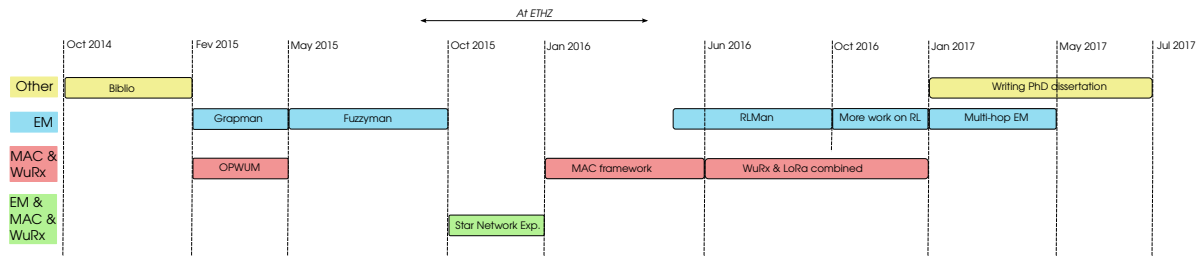 At ETHZ
Oct 2014
Fev 2015
May 2015
Oct 2015
Jan 2016
Jun 2016
Oct 2016
Jan 2017
May 2017
Jul 2017
Other
Biblio
Writing PhD dissertation
EM
Grapman
Fuzzyman
RLMan
More work on RL
Multi-hop EM
MAC &
WuRx
OPWUM
MAC framework
WuRx & LoRa combined
EM &
MAC &
WuRx
Star Network Exp.